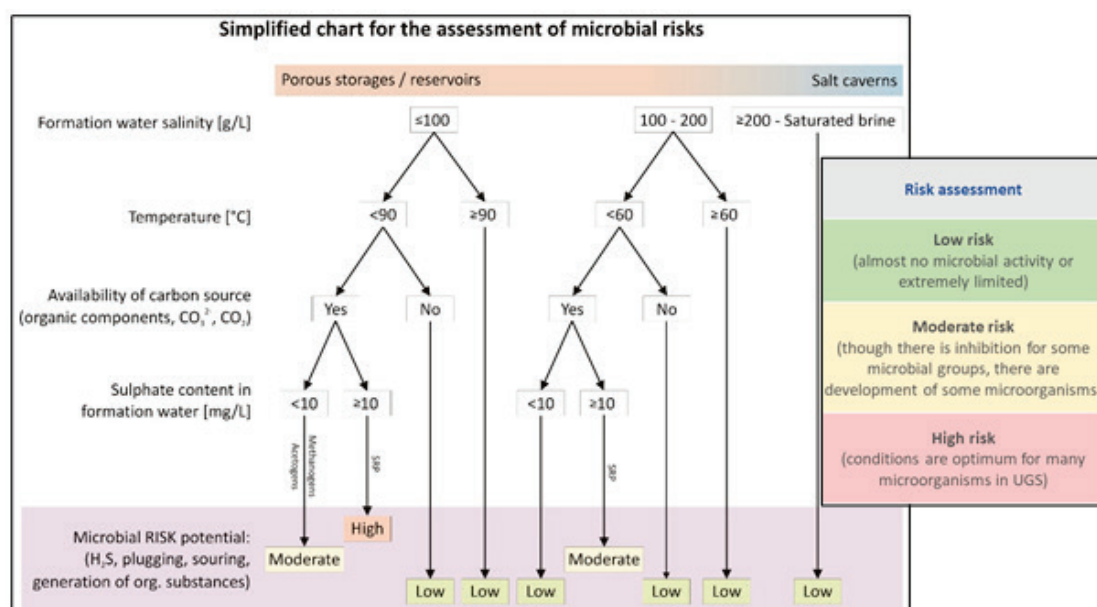 Simplified chart for the assessment of microbial risks
Porous storages / reservoirs
Salt caverns
Formation water salinity [g/L]
≤100
100 - 200
≥200 - Saturated brine
Temperature [°C]
<90
≥90
<60
≥60
Availability of carbon source
(organic components, CO₃²⁻, CO₂)
Yes
No
Yes
No
Sulphate content in
formation water [mg/L]
<10
≥10
<10
≥10
Acetogens
Methanogens
SRP
SRP
Microbial RISK potential:
(H₂S, plugging, souring,
generation of org. substances)
High
Moderate
Moderate
Low
Low
Low
Low
Low
Low
Risk assessment
Low risk
(almost no microbial activity or
extremely limited)
Moderate risk
(though there is inhibition for some
microbial groups, there are
development of some microorganisms
High risk
(conditions are optimum for many
microorganisms in UGS)